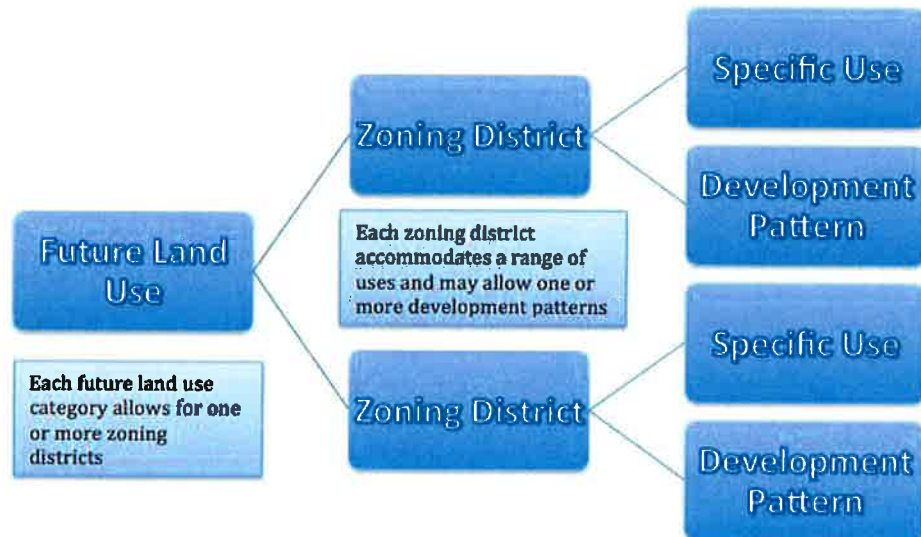 Future Land
Use
Each future land use
category allows for one
or more zoning
districts
Zoning District
Each zoning district
accommodates a range of
uses and may allow one or
more development patterns
Zoning District
Specific Use
Development
Pattern
Specific Use
Development
Pattern